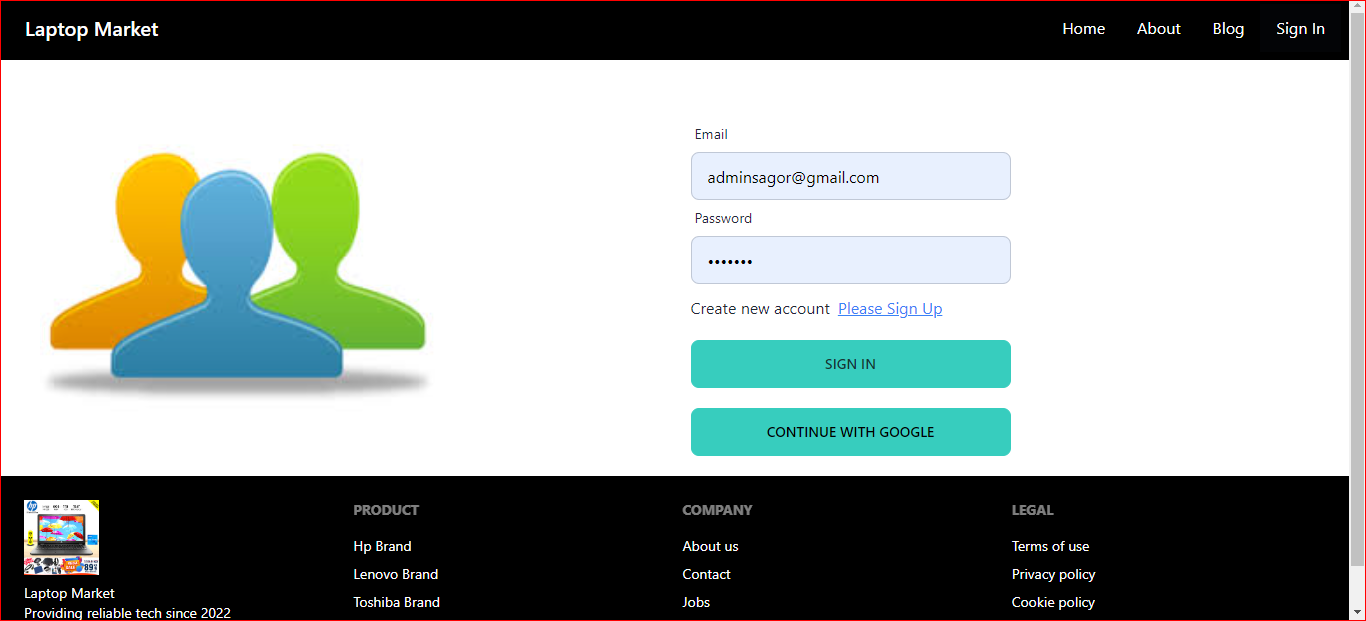 Laptop Market
Home About Blog Sign In
Email
adminsagor@gmail.com
Password
•••••••
Create new account Please Sign Up
SIGN IN
CONTINUE WITH GOOGLE
hp
Laptop Market
Providing reliable tech since 2022
PRODUCT
Hp Brand
Lenovo Brand
Toshiba Brand
COMPANY
About us
Contact
Jobs
LEGAL
Terms of use
Privacy policy
Cookie policy